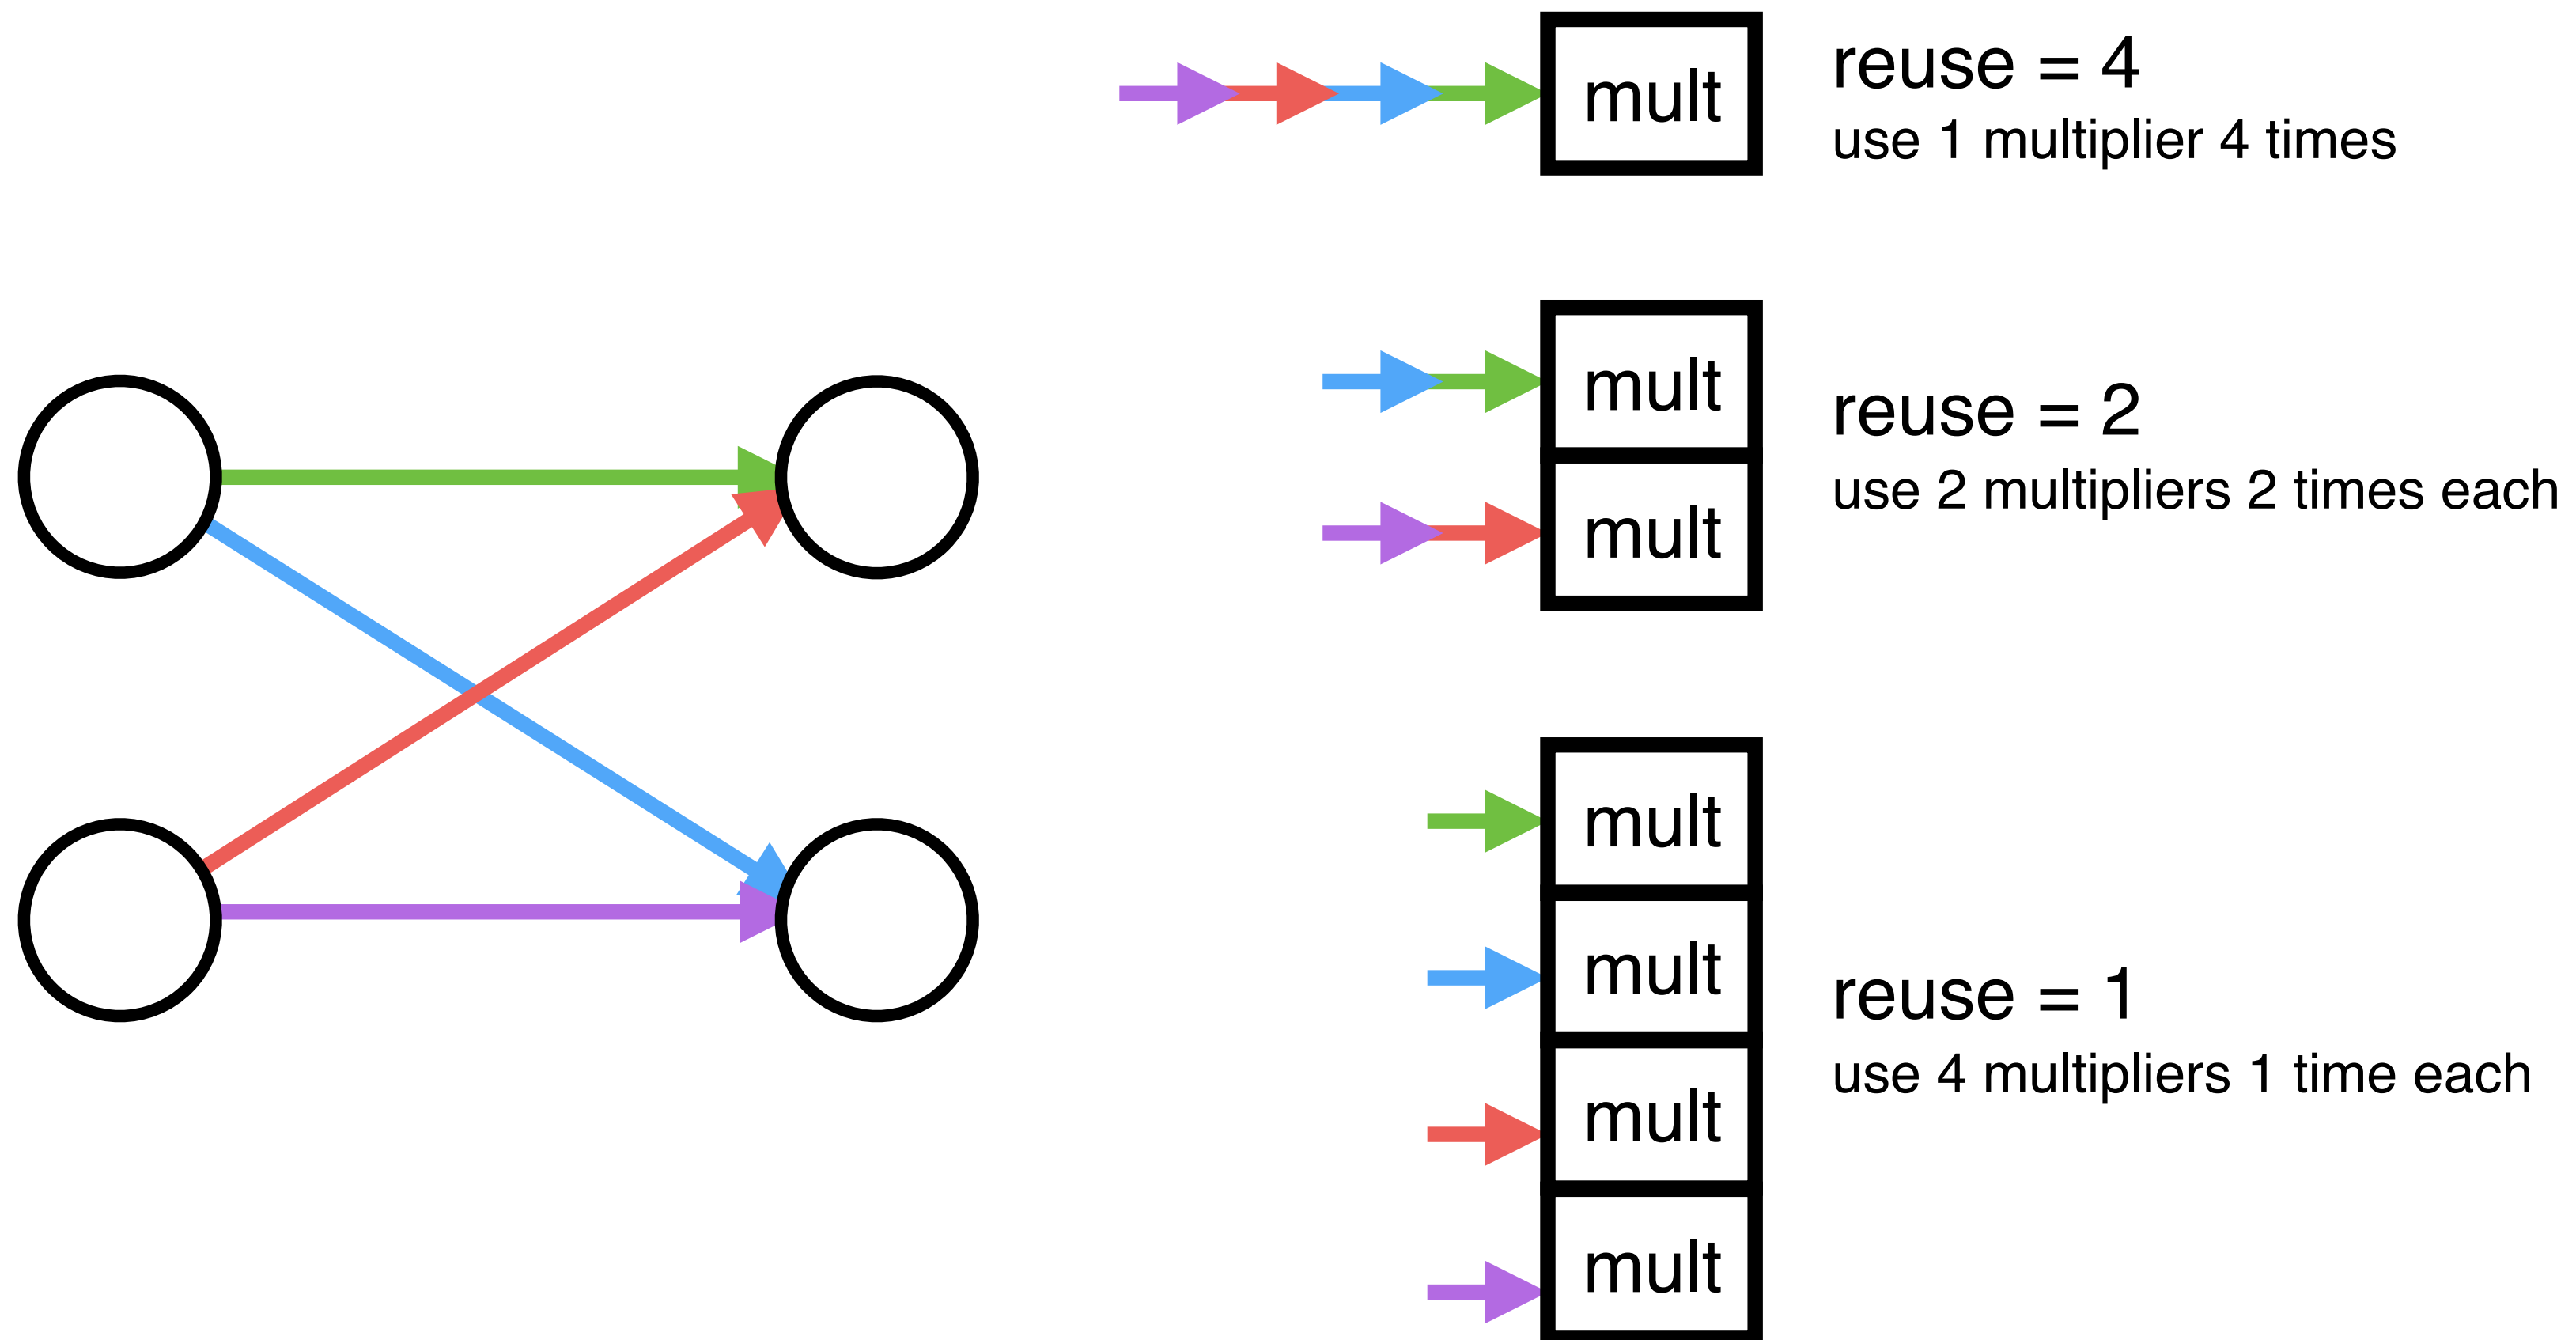 mult
reuse = 4
use 1 multiplier 4 times
mult
mult
reuse = 2
use 2 multipliers 2 times each
mult
mult
mult
mult
reuse = 1
use 4 multipliers 1 time each